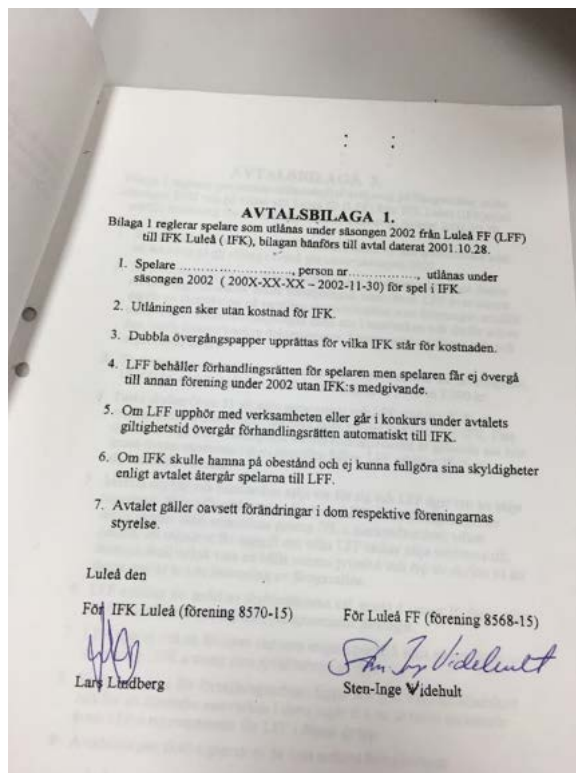 AVTALSBILAGA 1.
Bilaga 1 reglerar spelare som utlånas under säsongen 2002 från Luleå FF (LFF)
till IFK Luleå ( IFK), bilagan hänförs till avtal daterat 2001.10.28.
1. Spelare ........................, person nr................, utlånas under
säsongen 2002 ( 200X-XX-XX – 2002-11-30) för spel i IFK.
2. Utlåningen sker utan kostnad för IFK.
3. Dubbla övergångspapper upprättas för vilka IFK står för kostnaden.
4. LFF behåller förhandlingsrätten för spelaren men spelaren får ej övergå
till annan förening under 2002 utan IFK:s medgivande.
5. Om LFF upphör med verksamheten eller går i konkurs under avtalets
giltighetstid övergår förhandlingsrätten automatiskt till IFK.
6. Om IFK skulle hamna på obestånd och ej kunna fullgöra sina skyldigheter
enligt avtalet återgår spelarna till LFF.
7. Avtalet gäller oavsett förändringar i dom respektive föreningarnas
styrelse.
Luleå den
För IFK Luleå (förening 8570-15)
För Luleå FF (förening 8568-15)
Sten-Inge Videhult
Lars Lindberg
Sten-Inge Videhult